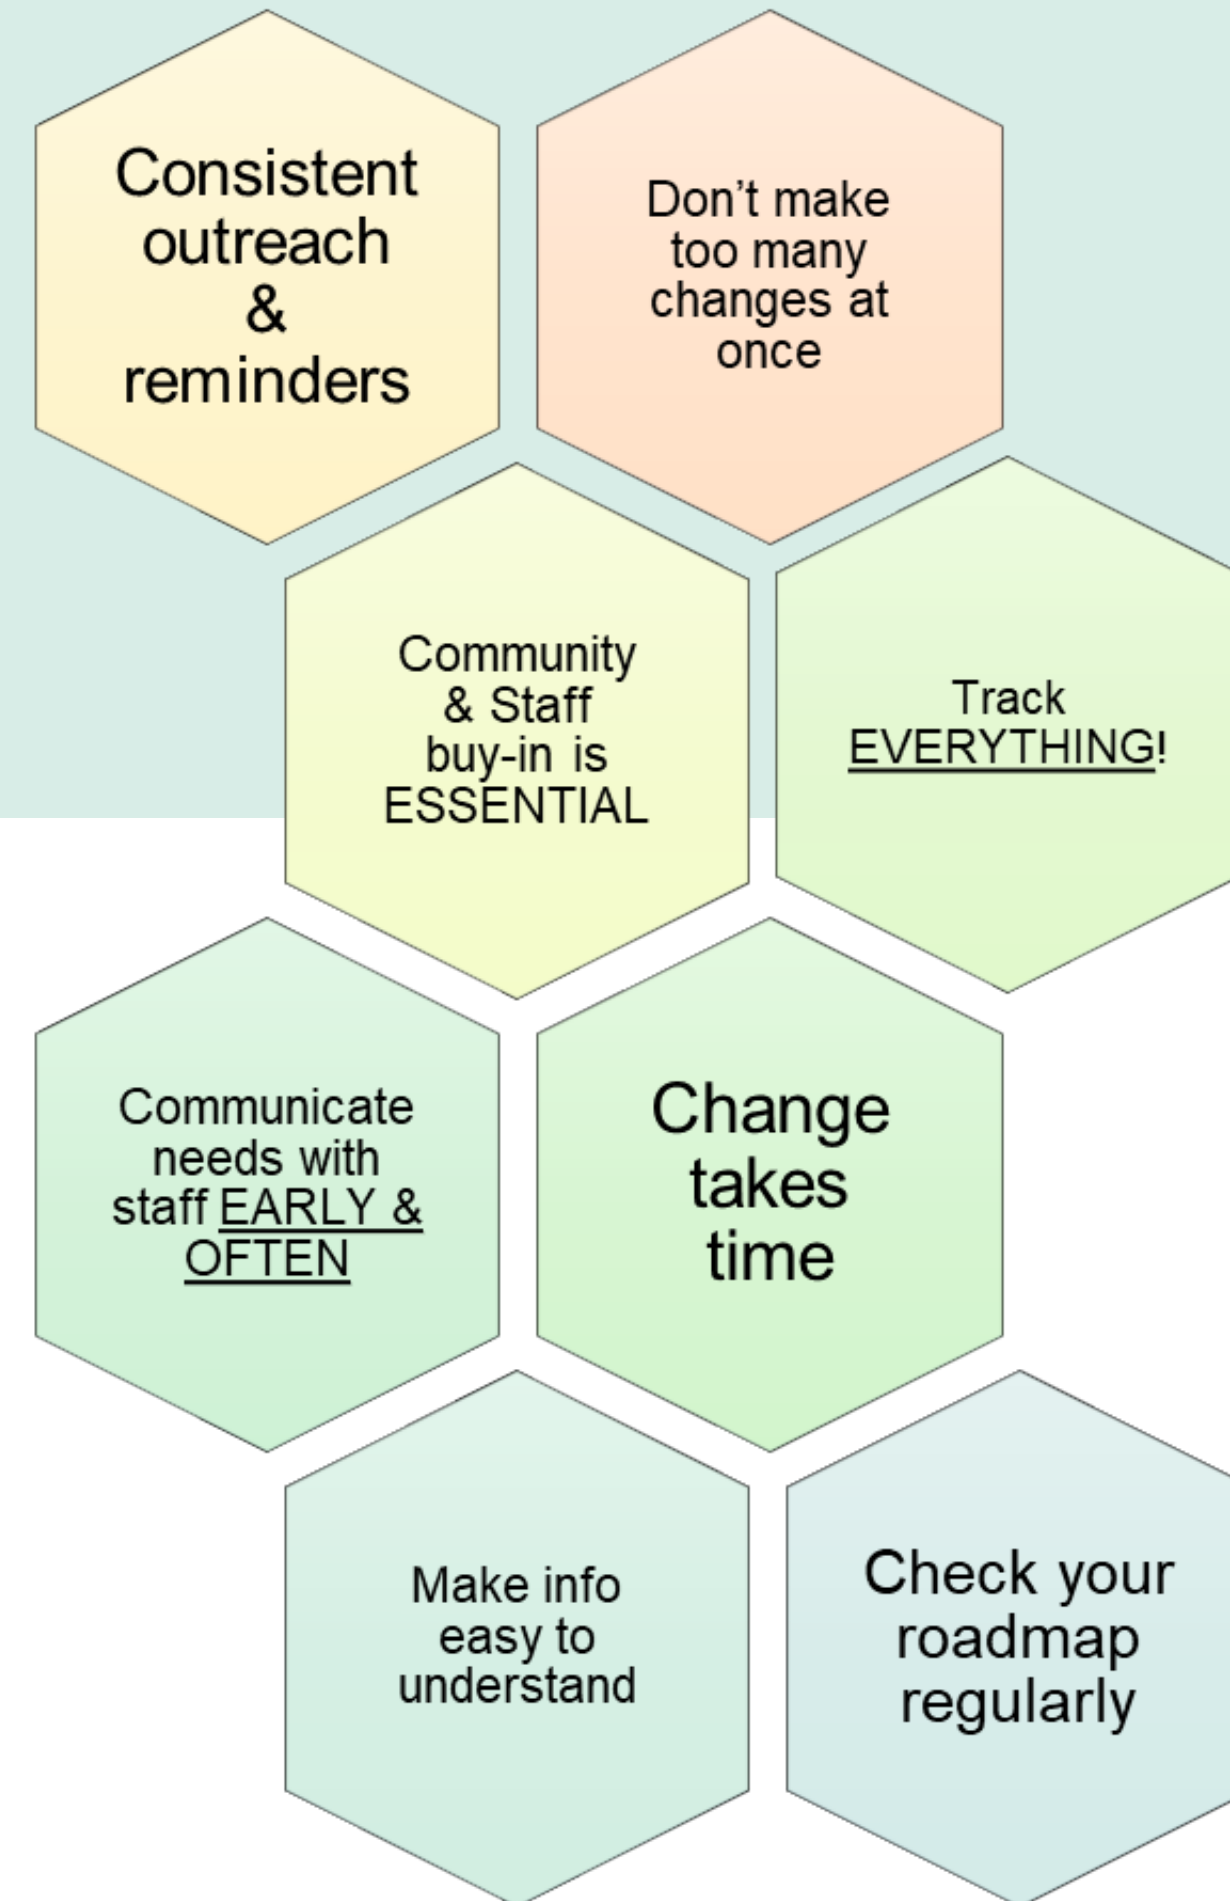 Consistent
outreach
&
reminders
Don’t make
too many
changes at
once
Community
& Staff
buy-in is
ESSENTIAL
Track
EVERYTHING!
Communicate
needs with
staff EARLY &
OFTEN
Change
takes
time
Make info
easy to
understand
Check your
roadmap
regularly